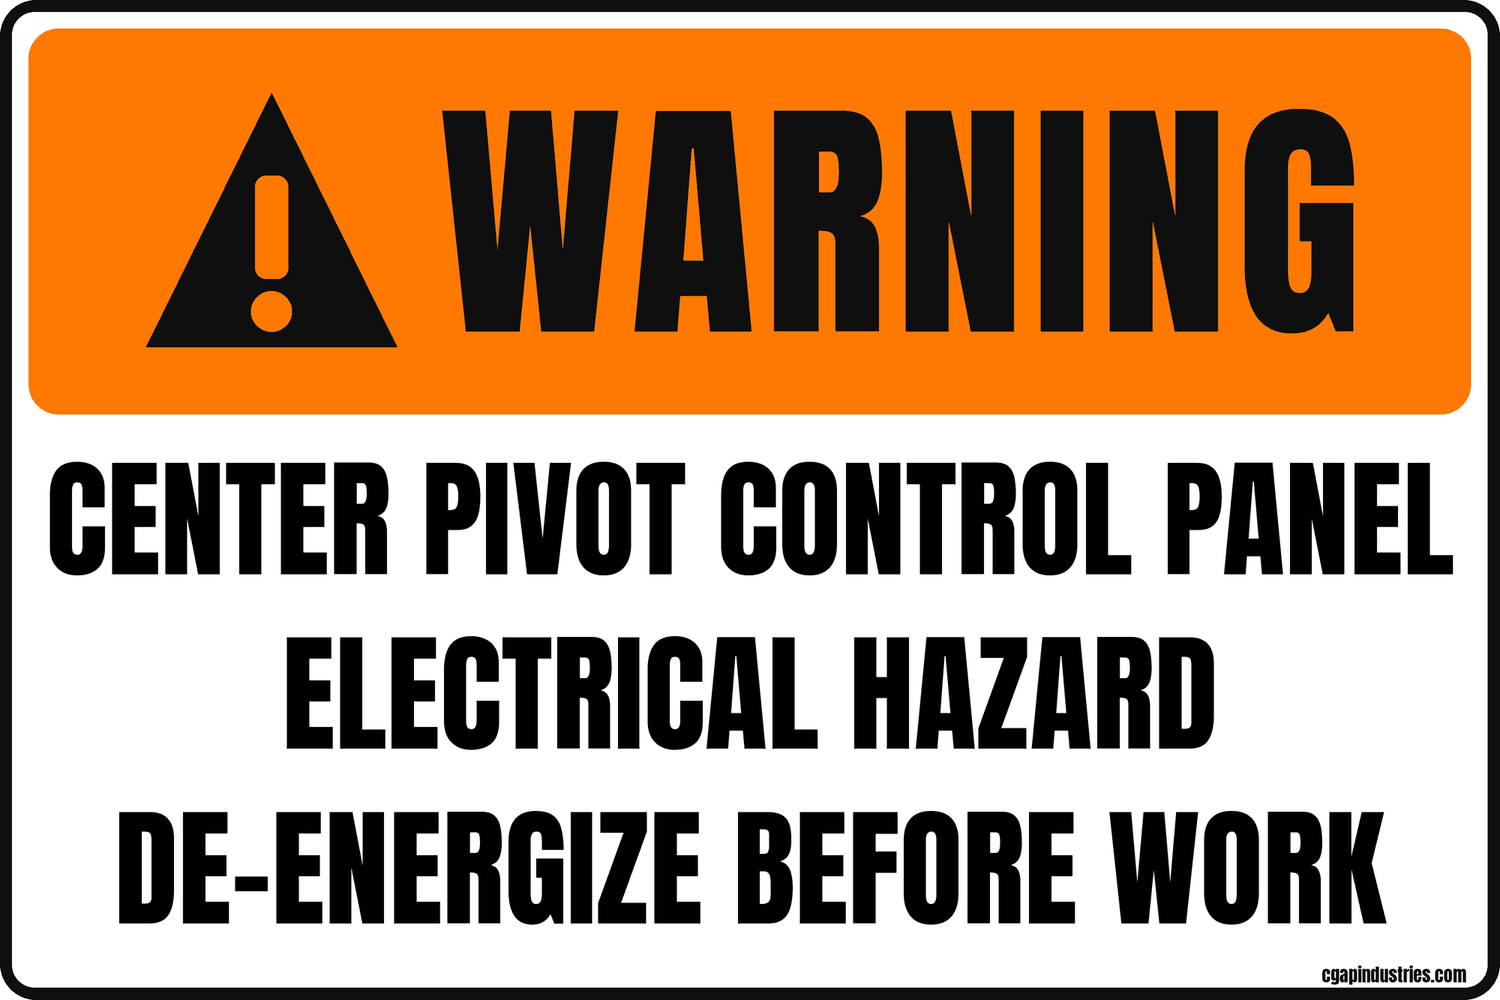 WARNING
CENTER PIVOT CONTROL PANEL
ELECTRICAL HAZARD
DE-ENERGIZE BEFORE WORK
cgapindustries.com